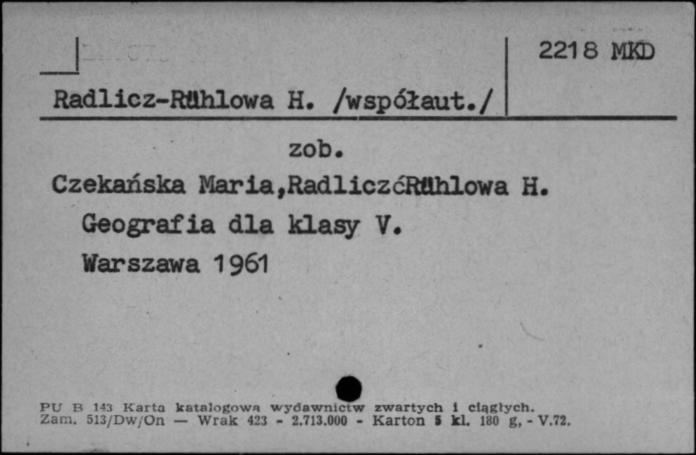 2218 MKD
Radlicz-Rühlowa H. /współaut./
zob.
Czekańska Maria,RadliczćRühlowa H.
Geografia dla klasy V.
Warszawa 1961
PU B 143 Karta katalogowa wydawnictw zwartych i ciągłych.
Zam. 513/Dw/On — Wrak 423 - 2.713.000 - Karton 5 kl. 180 g, - V.72.